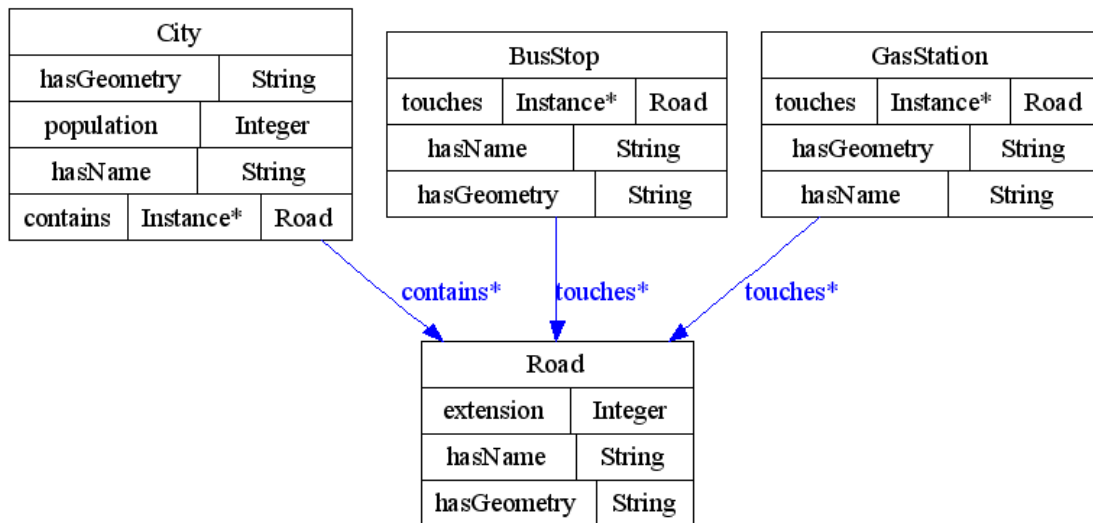 City
hasGeometry String
population Integer
hasName String
contains Instance* Road
BusStop
touches Instance* Road
hasName String
hasGeometry String
GasStation
touches Instance* Road
hasGeometry String
hasName String
contains*
touches*
touches*
Road
extension Integer
hasName String
hasGeometry String